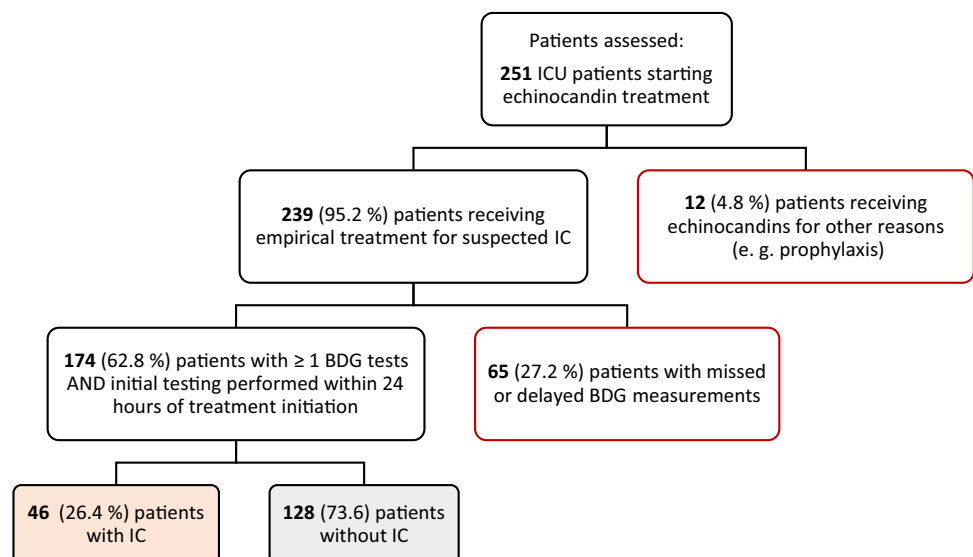 Patients assessed:
251 ICU patients starting
echinocandin treatment
239 (95.2 %) patients receiving
empirical treatment for suspected IC
12 (4.8 %) patients receiving
echinocandins for other reasons
(e. g. prophylaxis)
174 (62.8 %) patients with ≥ 1 BDG tests
AND initial testing performed within 24
hours of treatment initiation
65 (27.2 %) patients with missed
or delayed BDG measurements
46 (26.4 %) patients
with IC
128 (73.6) patients
without IC